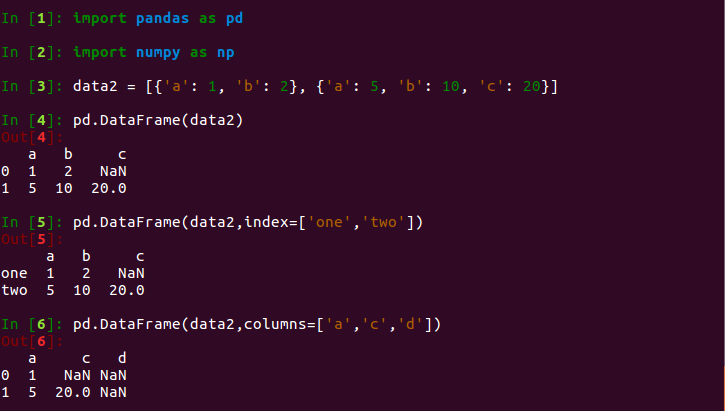 In [1]: import pandas as pd
In [2]: import numpy as np
In [3]: data2 = [{'a': 1, 'b': 2}, {'a': 5, 'b': 10, 'c': 20}]
In [4]: pd.DataFrame(data2)
Out[4]:
   a   b     c
0  1   2   NaN
1  5  10  20.0
In [5]: pd.DataFrame(data2,index=['one','two'])
Out[5]:
     a   b     c
one  1   2   NaN
two  5  10  20.0
In [6]: pd.DataFrame(data2,columns=['a','c','d'])
Out[6]:
   a     c   d
0  1   NaN NaN
1  5  20.0 NaN